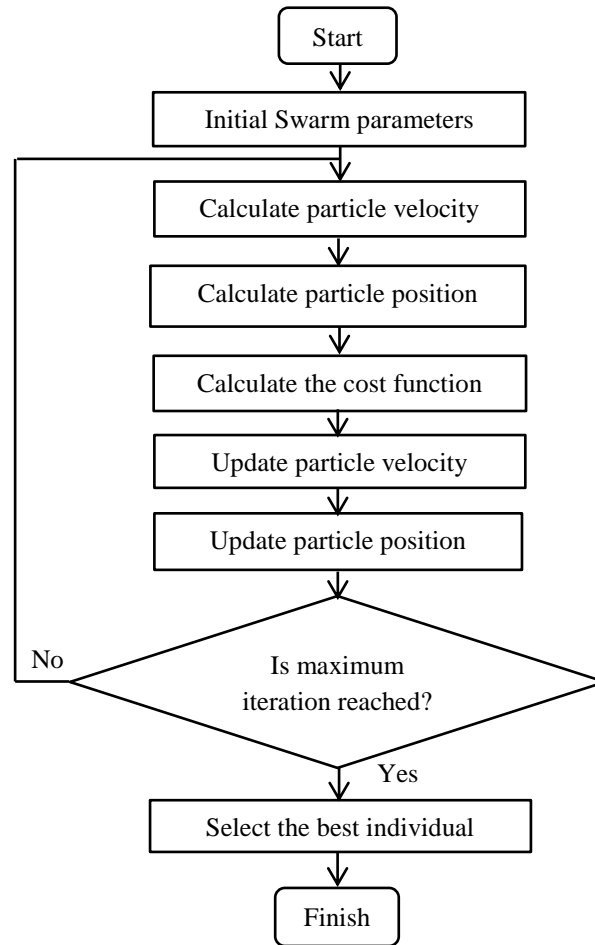 Start
Initial Swarm parameters
Calculate particle velocity
Calculate particle position
Calculate the cost function
Update particle velocity
Update particle position
No
Is maximum
iteration reached?
Yes
Select the best individual
Finish